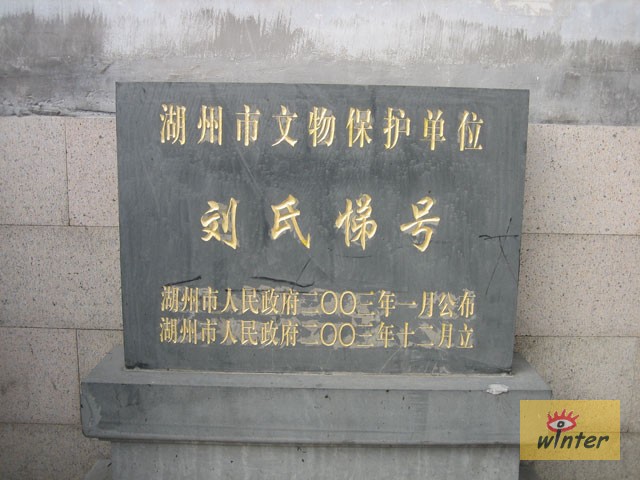 湖州市文物保护单位
刘氏悌号
湖州市人民政府二〇〇三年一月公布
湖州市人民政府二〇〇三年十二月立
winter